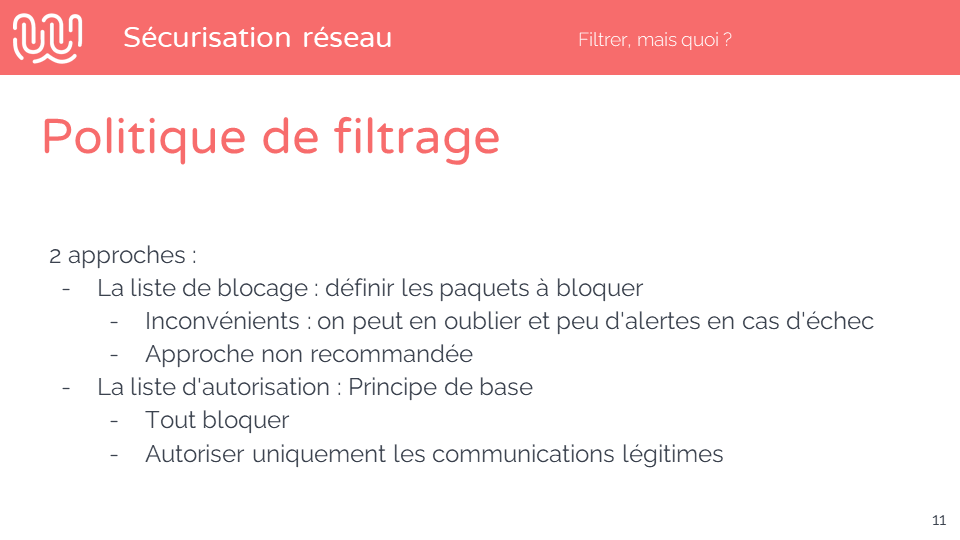 Sécurisation réseau
Filtrer, mais quoi ?
Politique de filtrage
2 approches :
- La liste de blocage : définir les paquets à bloquer
- Inconvénients : on peut en oublier et peu d'alertes en cas d'échec
- Approche non recommandée
- La liste d'autorisation : Principe de base
- Tout bloquer
- Autoriser uniquement les communications légitimes
11